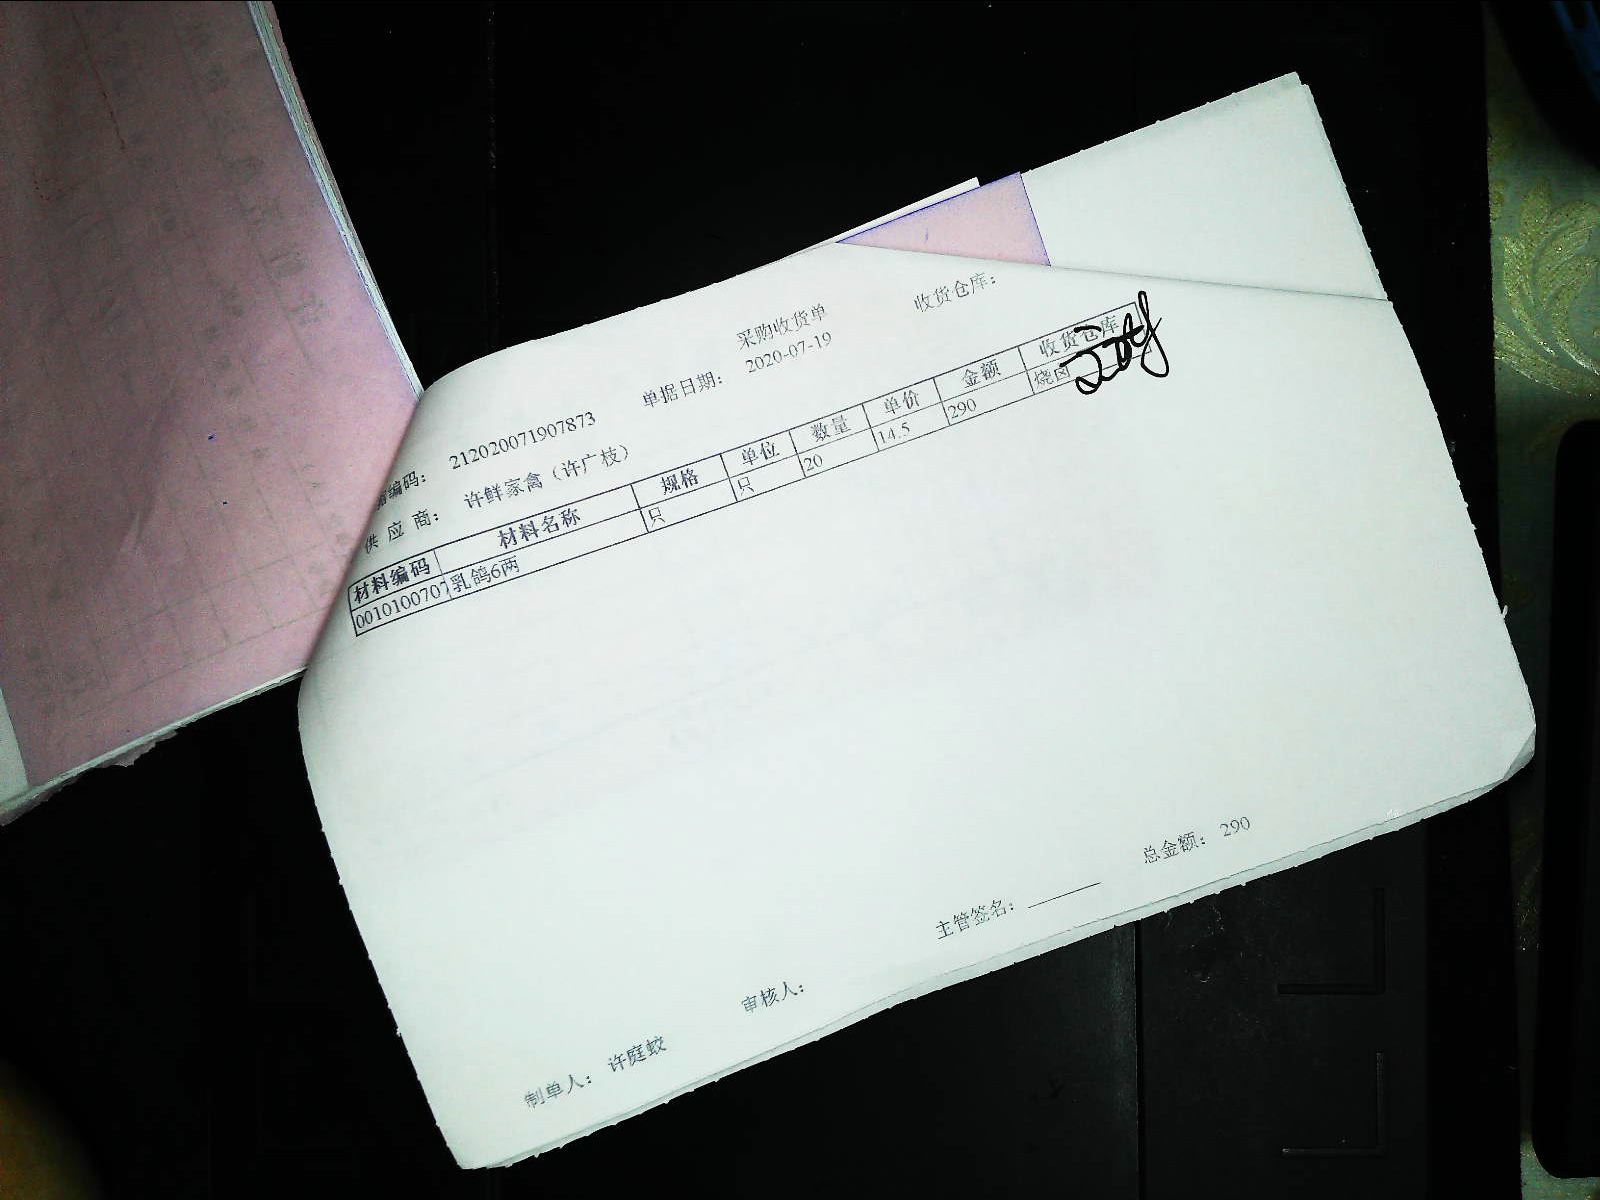 采购收货单
收货仓库：
编码： 212020071907873 单据日期： 2020-07-19
供应商： 许鲜家禽（许广枝）
材料编码 材料名称 规格 单位 数量 单价 金额 收货仓库
0010100707 乳鸽6两 只 只 20 14.5 290 烧卤
总金额： 290
主管签名：
审核人：
制单人： 许庭蛟